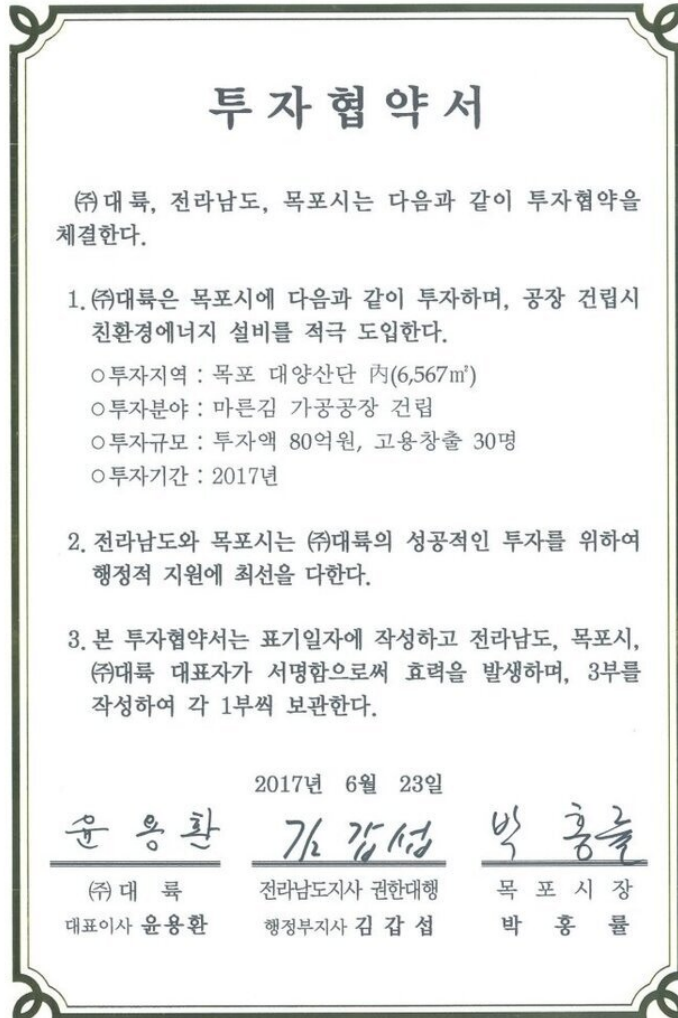 투자협약서
㈜대륙, 전라남도, 목포시는 다음과 같이 투자협약을
체결한다.
1. ㈜대륙은 목포시에 다음과 같이 투자하며, 공장 건립시
친환경에너지 설비를 적극 도입한다.
○투자지역 : 목포 대양산단 內(6,567㎡)
○투자분야 : 마른김 가공공장 건립
○투자규모 : 투자액 80억원, 고용창출 30명
○투자기간 : 2017년
2. 전라남도와 목포시는 ㈜대륙의 성공적인 투자를 위하여
행정적 지원에 최선을 다한다.
3. 본 투자협약서는 표기일자에 작성하고 전라남도, 목포시,
㈜대륙 대표자가 서명함으로써 효력을 발생하며, 3부를
작성하여 각 1부씩 보관한다.
2017년 6월 23일
윤용환 김갑섭 박홍률
㈜대 륙 전라남도지사 권한대행 목 포 시 장
대표이사 윤용환 행정부지사 김 갑 섭 박 홍 률